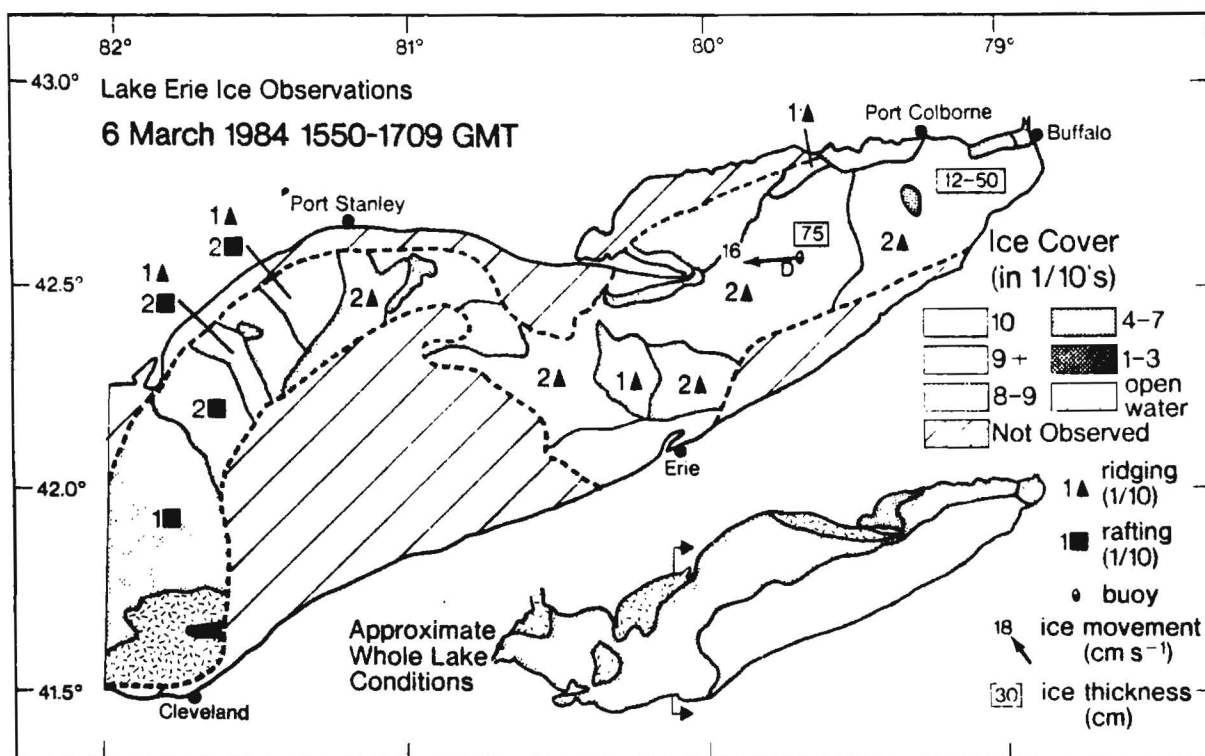 82°
81°
80°
79°
43.0°
Lake Erie Ice Observations
6 March 1984 1550-1709 GMT
1
Port Colborne
Buffalo
12-50
Port Stanley
1
2
1
2
75
16
D
2
2
Ice Cover
(in 1/10's)
42.5°
2
10
4-7
9+
1-3
8-9
open
water
Not Observed
2
1
2
2
Erie
42.0°
1
1 ridging
(1/10)
1 rafting
(1/10)
buoy
18 ice movement
(cm s⁻¹)
[30] ice thickness
(cm)
Approximate
Whole Lake
Conditions
41.5°
Cleveland
82°
81°
80°
79°